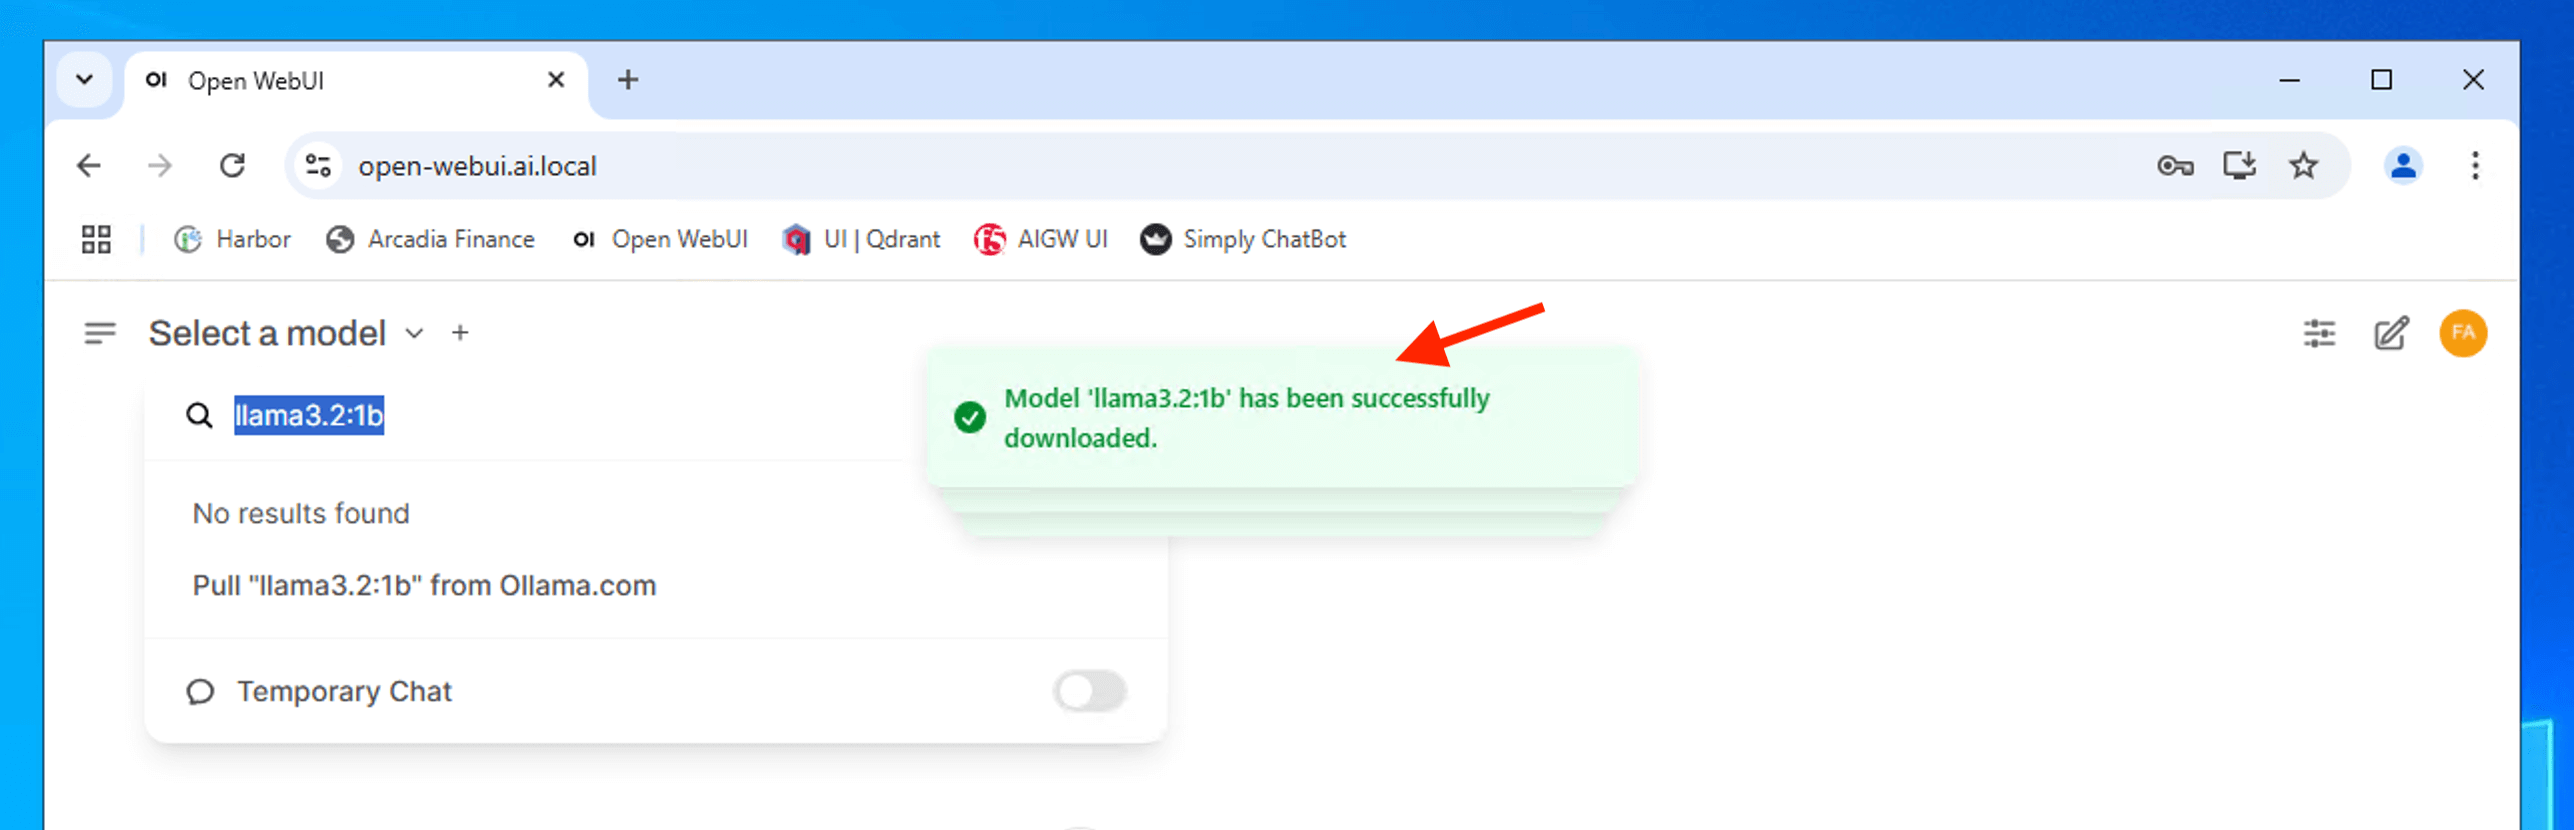 OI Open WebUI
open-webui.ai.local
Harbor Arcadia Finance OI Open WebUI UI | Qdrant AIGW UI Simply ChatBot
Select a model
FA
llama3.2:1b
Model 'llama3.2:1b' has been successfully
downloaded.
No results found
Pull "llama3.2:1b" from Ollama.com
Temporary Chat